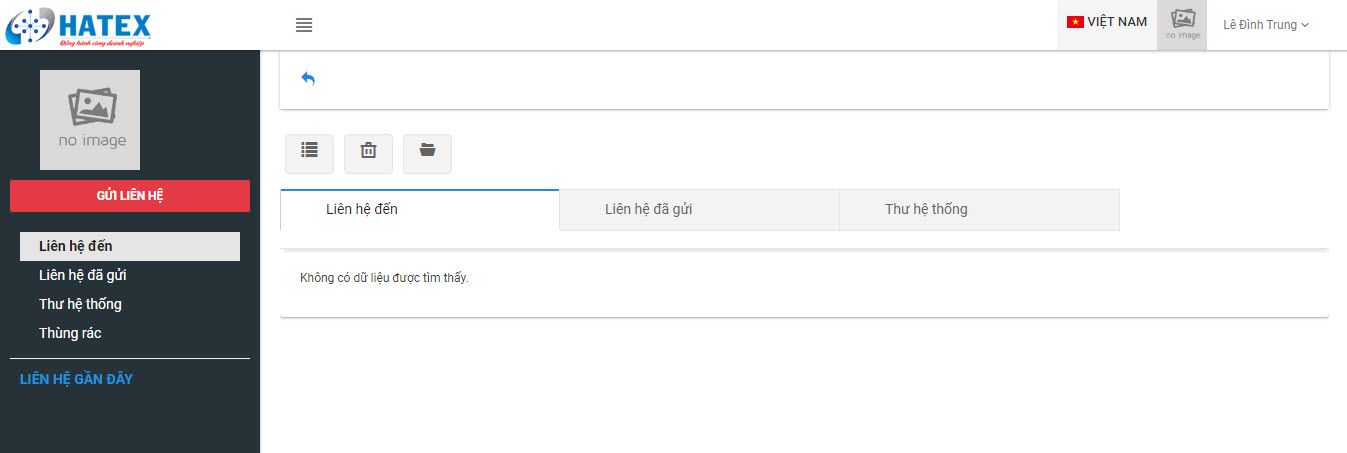 HATEX
Đồng hành cùng doanh nghiệp
VIỆT NAM
no image
Lê Đình Trung
no image
GỬI LIÊN HỆ
Liên hệ đến
Liên hệ đã gửi
Thư hệ thống
Thùng rác
LIÊN HỆ GẦN ĐÂY
Liên hệ đến
Liên hệ đã gửi
Thư hệ thống
Không có dữ liệu được tìm thấy.